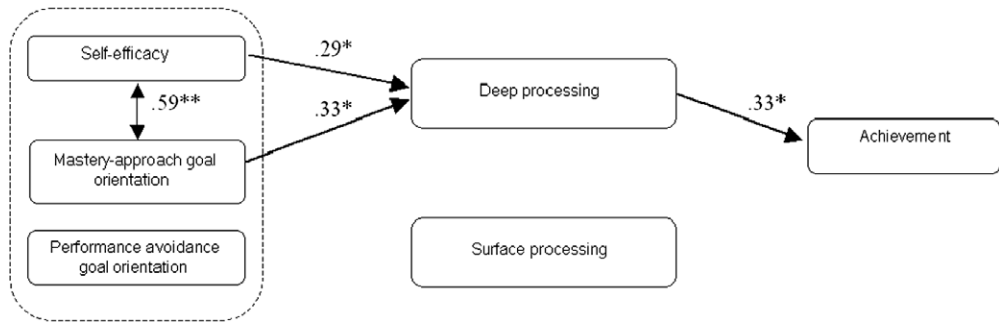 Self-efficacy
.29*
Deep processing
.59**
.33*
.33*
Achievement
Mastery-approach goal
orientation
Performance avoidance
goal orientation
Surface processing